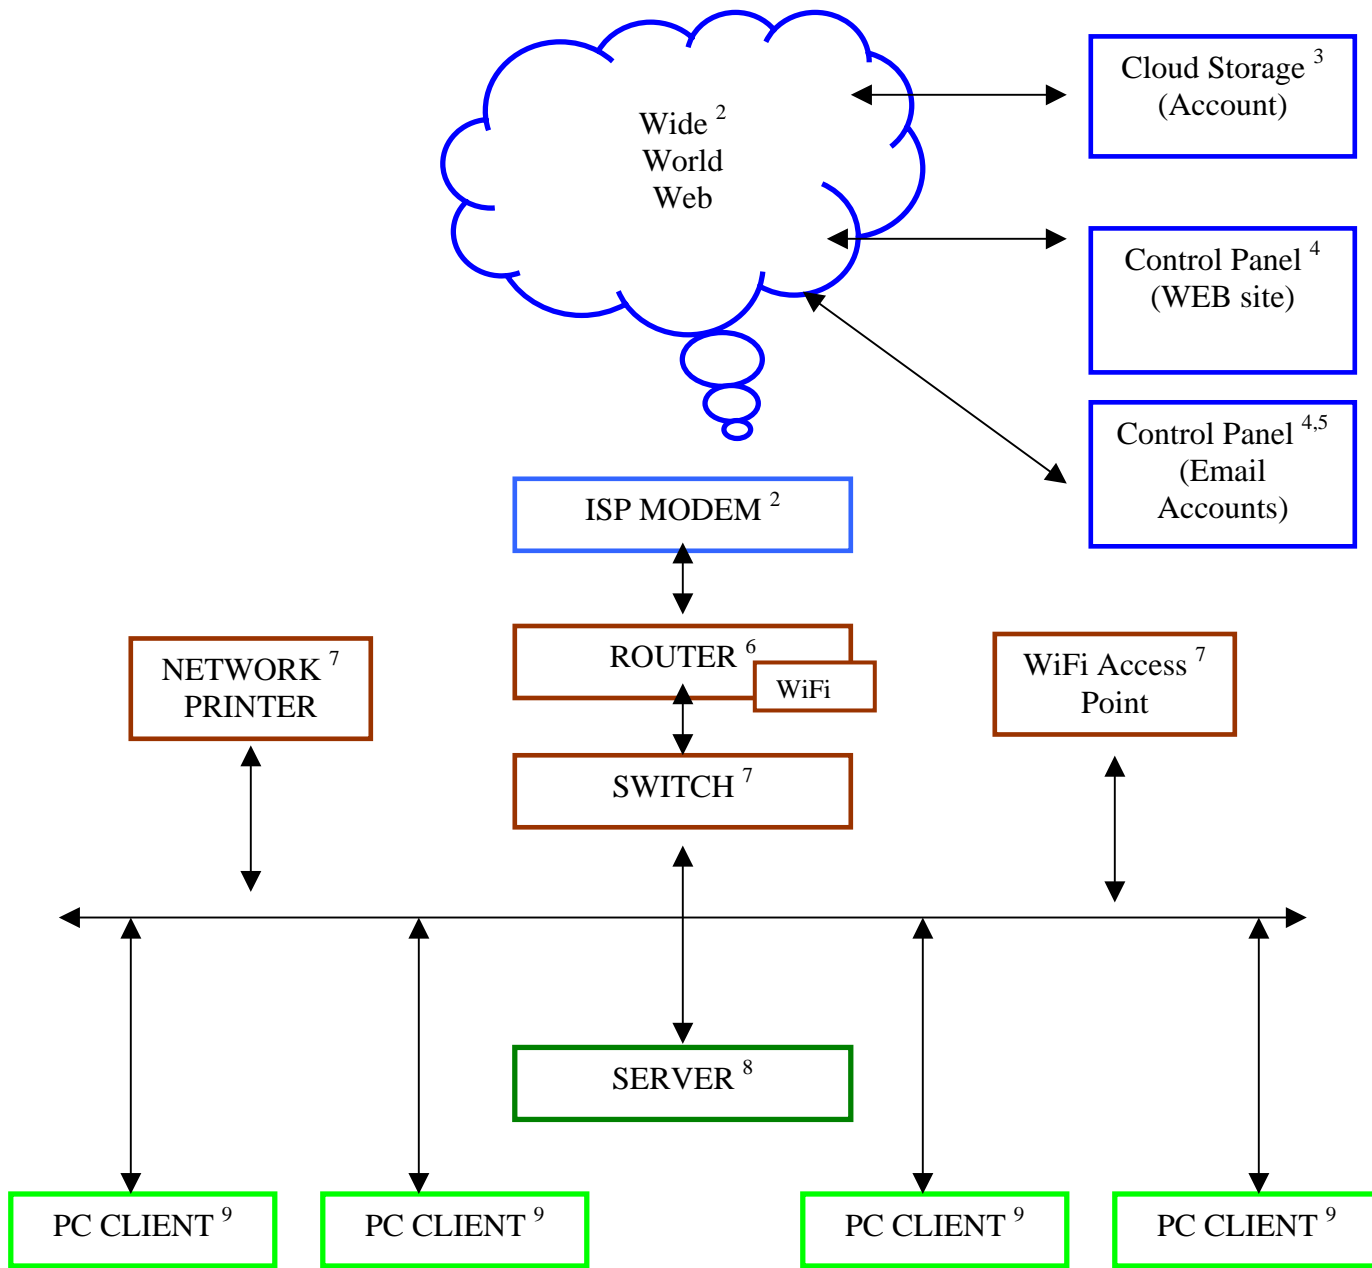 Wide 2
World
Web
Cloud Storage 3
(Account)
Control Panel 4
(WEB site)
Control Panel 4,5
(Email
Accounts)
ISP MODEM 2
NETWORK 7
PRINTER
ROUTER 6
WiFi
WiFi Access 7
Point
SWITCH 7
SERVER 8
PC CLIENT 9
PC CLIENT 9
PC CLIENT 9
PC CLIENT 9